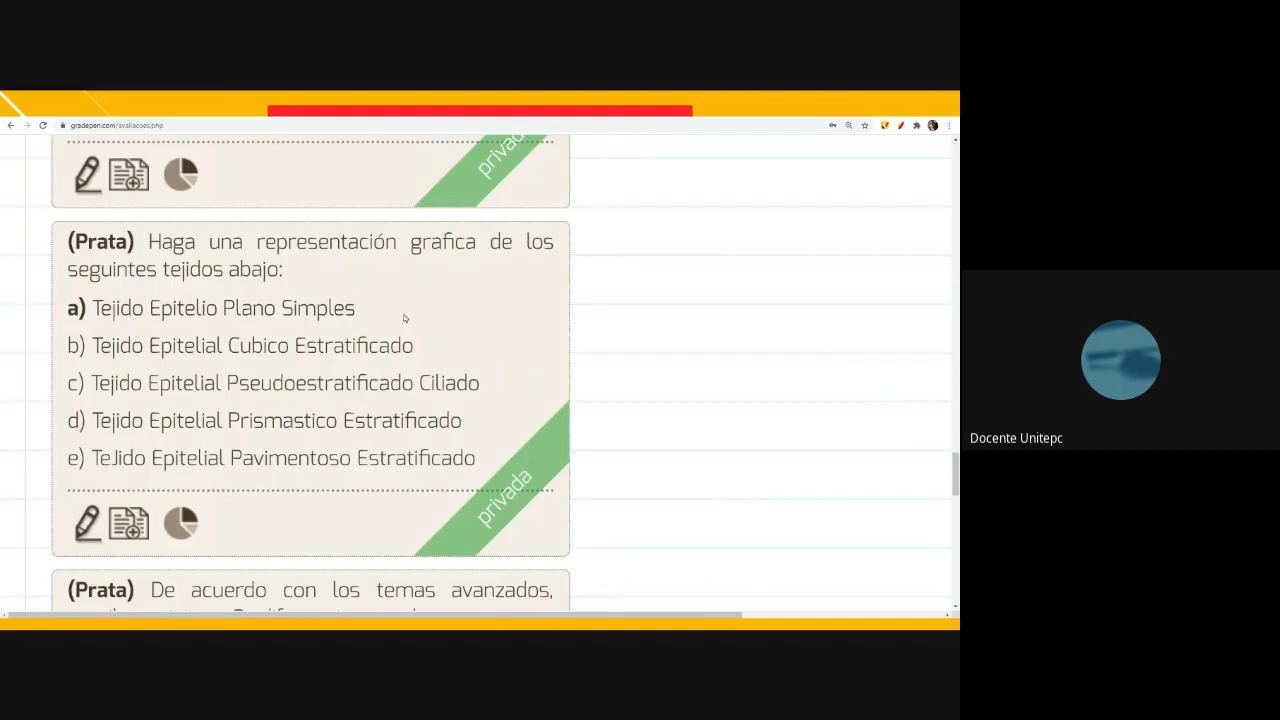 gradepen.com/avaliacoes.php
privad
(Prata) Haga una representación grafica de los
seguintes tejidos abajo:
a) Tejido Epitelio Plano Simples
b) Tejido Epitelial Cubico Estratificado
c) Tejido Epitelial Pseudoestratificado Ciliado
d) Tejido Epitelial Prismastico Estratificado
e) TeJido Epitelial Pavimentoso Estratificado
privada
(Prata) De acuerdo con los temas avanzados,
Docente Unitepc